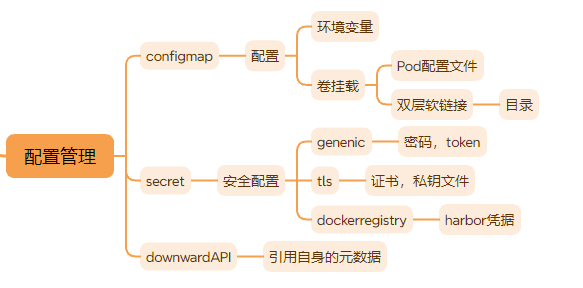 配置管理
configmap
配置
环境变量
卷挂载
Pod配置文件
双层软链接
目录
secret
安全配置
genenic
密码，token
tls
证书，私钥文件
dockerregistry
harbor凭据
downwardAPI
引用自身的元数据